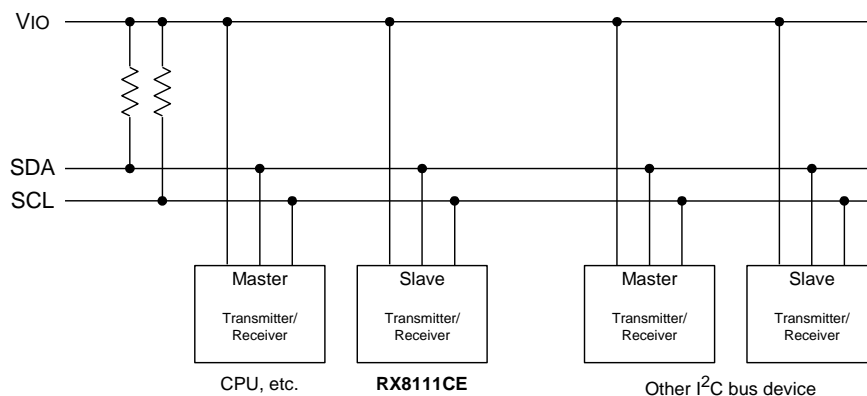 VIO
SDA
SCL
Master
Transmitter/
Receiver
Slave
Transmitter/
Receiver
Master
Transmitter/
Receiver
Slave
Transmitter/
Receiver
CPU, etc.
RX8111CE
Other I²C bus device